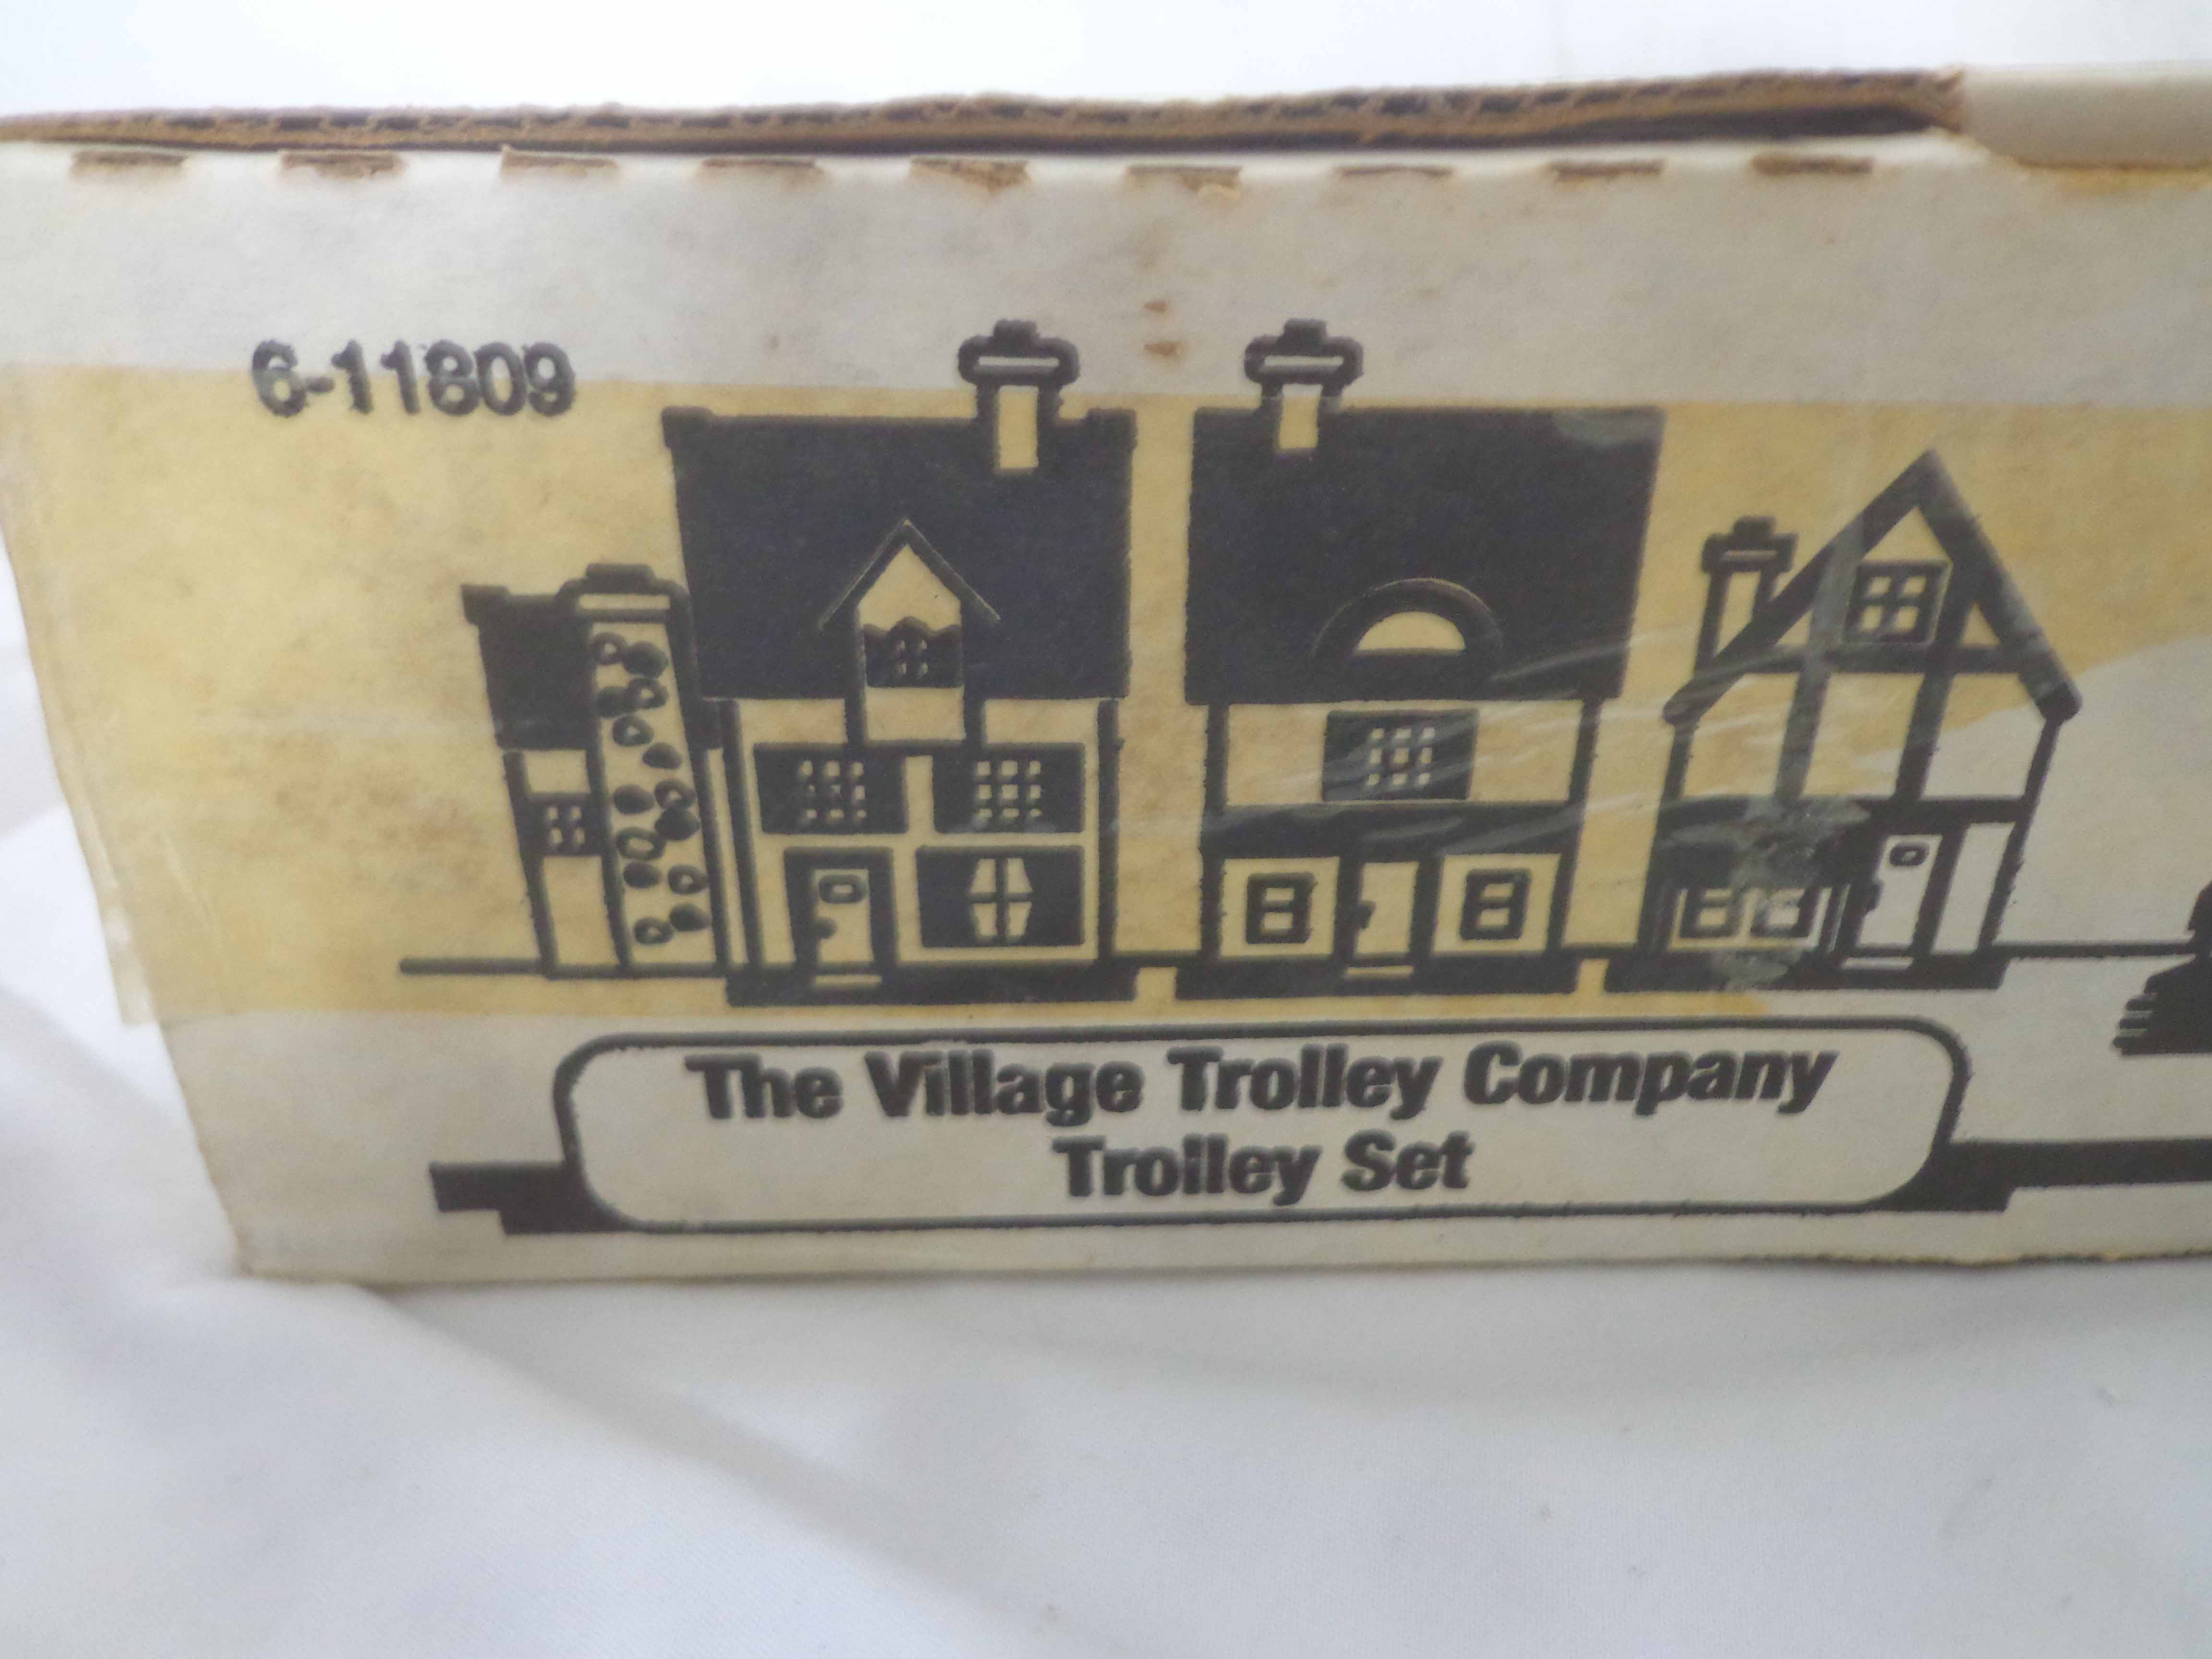 6-11809
The Village Trolley Company
Trolley Set